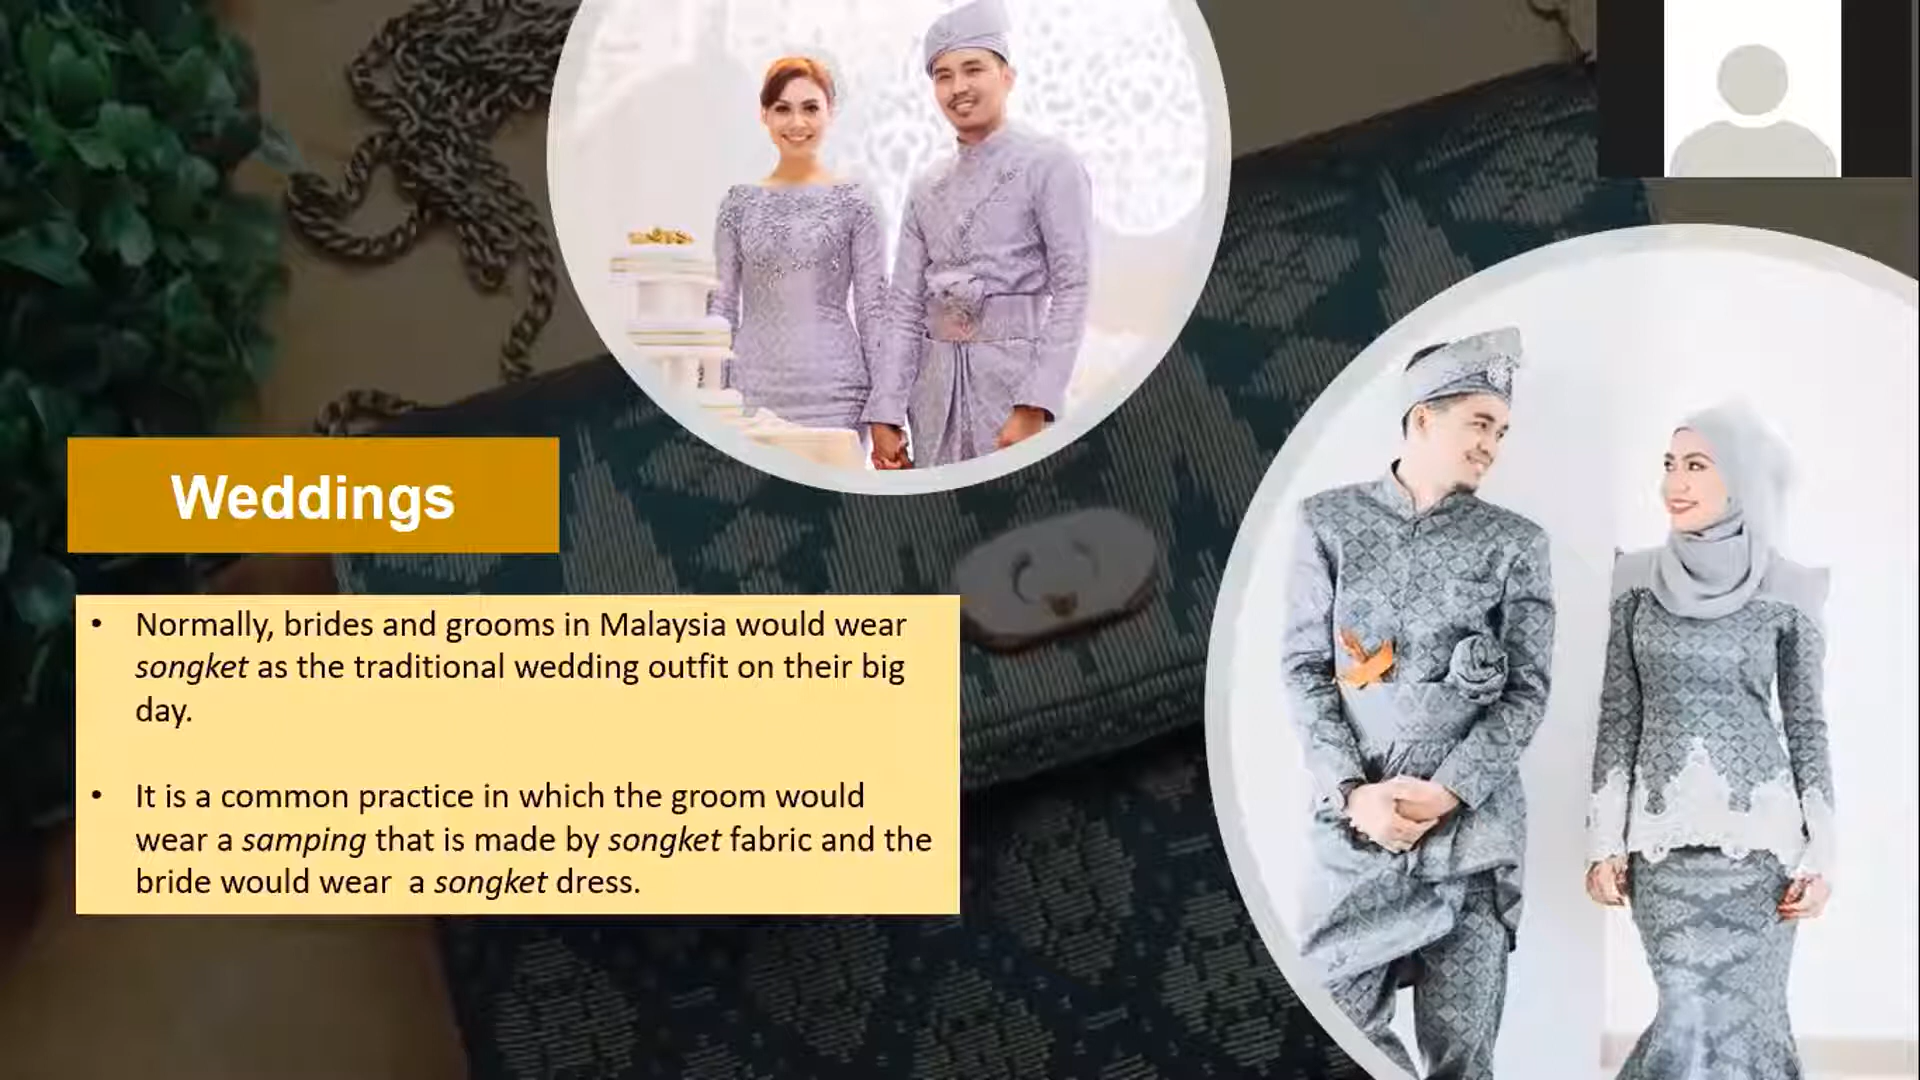 Weddings
• Normally, brides and grooms in Malaysia would wear
songket as the traditional wedding outfit on their big
day.
• It is a common practice in which the groom would
wear a samping that is made by songket fabric and the
bride would wear  a songket dress.